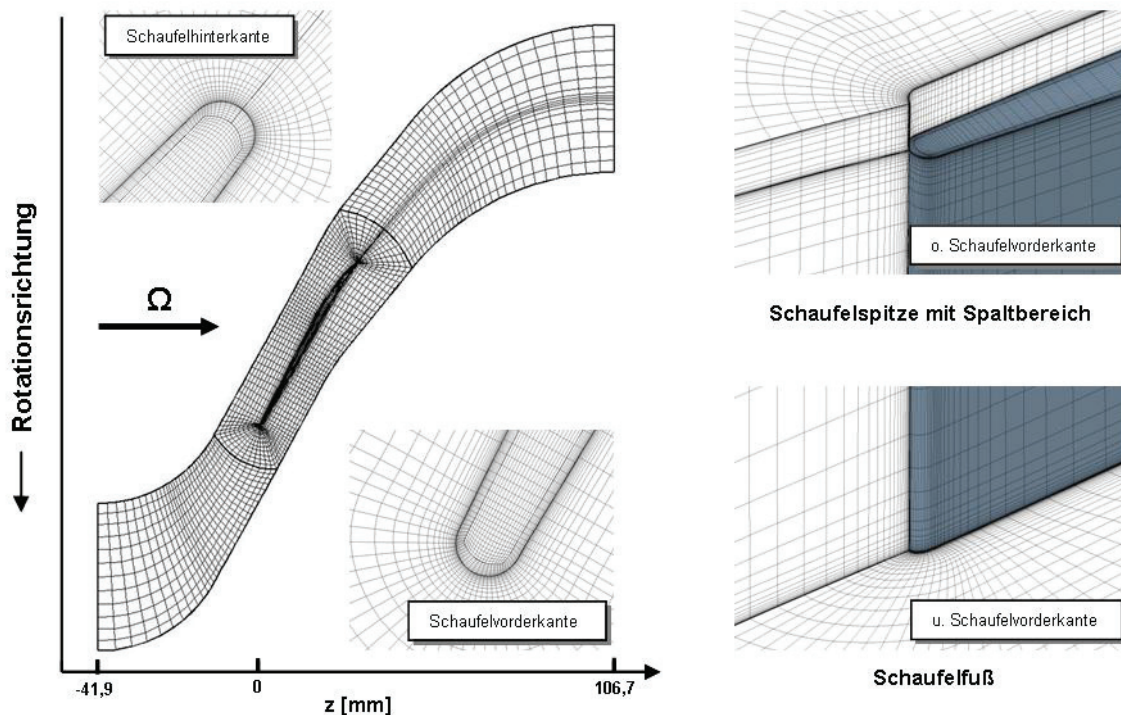 Schaufelhinterkante
Rotationsrichtung
Ω
Schaufelvorderkante
-41,9
0
106,7
z [mm]
o. Schaufelvorderkante
Schaufelspitze mit Spaltbereich
u. Schaufelvorderkante
Schaufelfuß